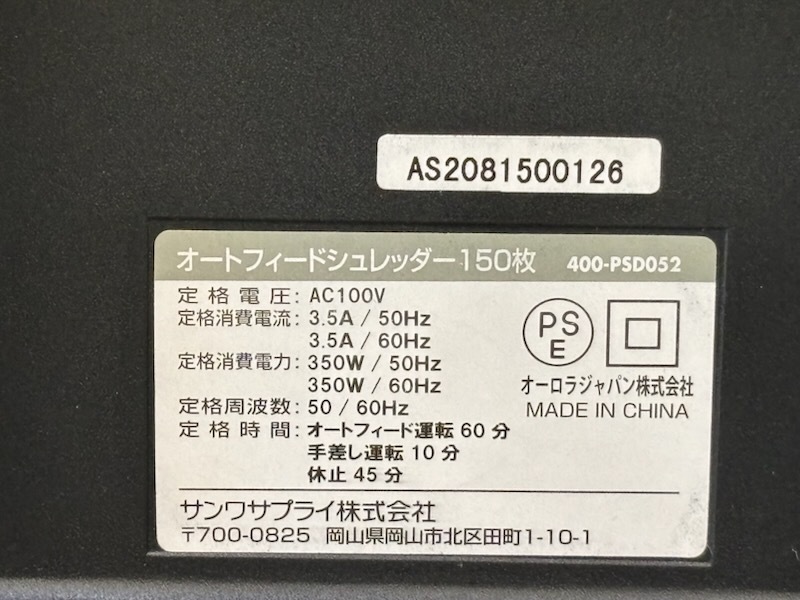 AS2081500126
オートフィードシュレッダー150枚 400-PSD052
定格電圧: AC100V
定格消費電流: 3.5A / 50Hz
3.5A / 60Hz
定格消費電力: 350W / 50Hz
350W / 60Hz
定格周波数: 50 / 60Hz
定格時間: オートフィード運転 60分
手差し運転 10分
休止 45分
PS
E
オーロラジャパン株式会社
MADE IN CHINA
サンワサプライ株式会社
〒700-0825 岡山県岡山市北区田町1-10-1